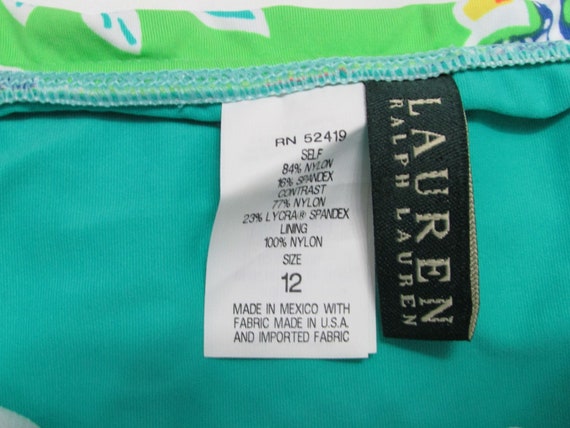 RN 52419
SELF
84% NYLON
16% SPANDEX
CONTRAST
77% NYLON
23% LYCRA® SPANDEX
LINING
100% NYLON
SIZE
12
MADE IN MEXICO WITH
FABRIC MADE IN U.S.A.
AND IMPORTED FABRIC
LAUREN
RALPH LAUREN